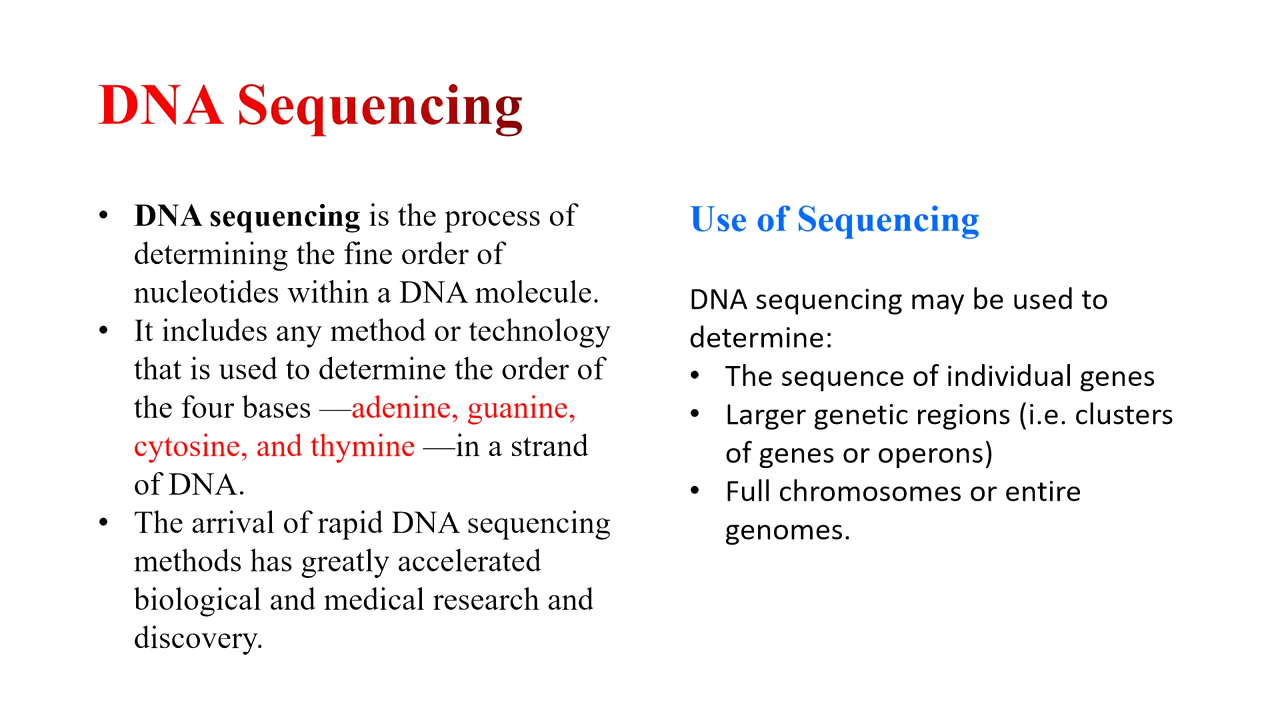 DNA Sequencing
• DNA sequencing is the process of
determining the fine order of
nucleotides within a DNA molecule.
• It includes any method or technology
that is used to determine the order of
the four bases —adenine, guanine,
cytosine, and thymine —in a strand
of DNA.
• The arrival of rapid DNA sequencing
methods has greatly accelerated
biological and medical research and
discovery.
Use of Sequencing
DNA sequencing may be used to
determine:
• The sequence of individual genes
• Larger genetic regions (i.e. clusters
of genes or operons)
• Full chromosomes or entire
genomes.